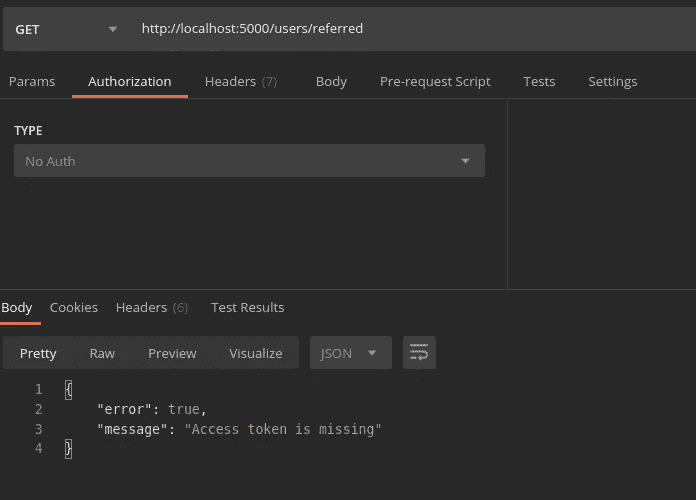 GET http://localhost:5000/users/referred
Params Authorization Headers (7) Body Pre-request Script Tests Settings
TYPE
No Auth
Body Cookies Headers (6) Test Results
Pretty Raw Preview Visualize JSON
1 {
2 "error": true,
3 "message": "Access token is missing"
4 }